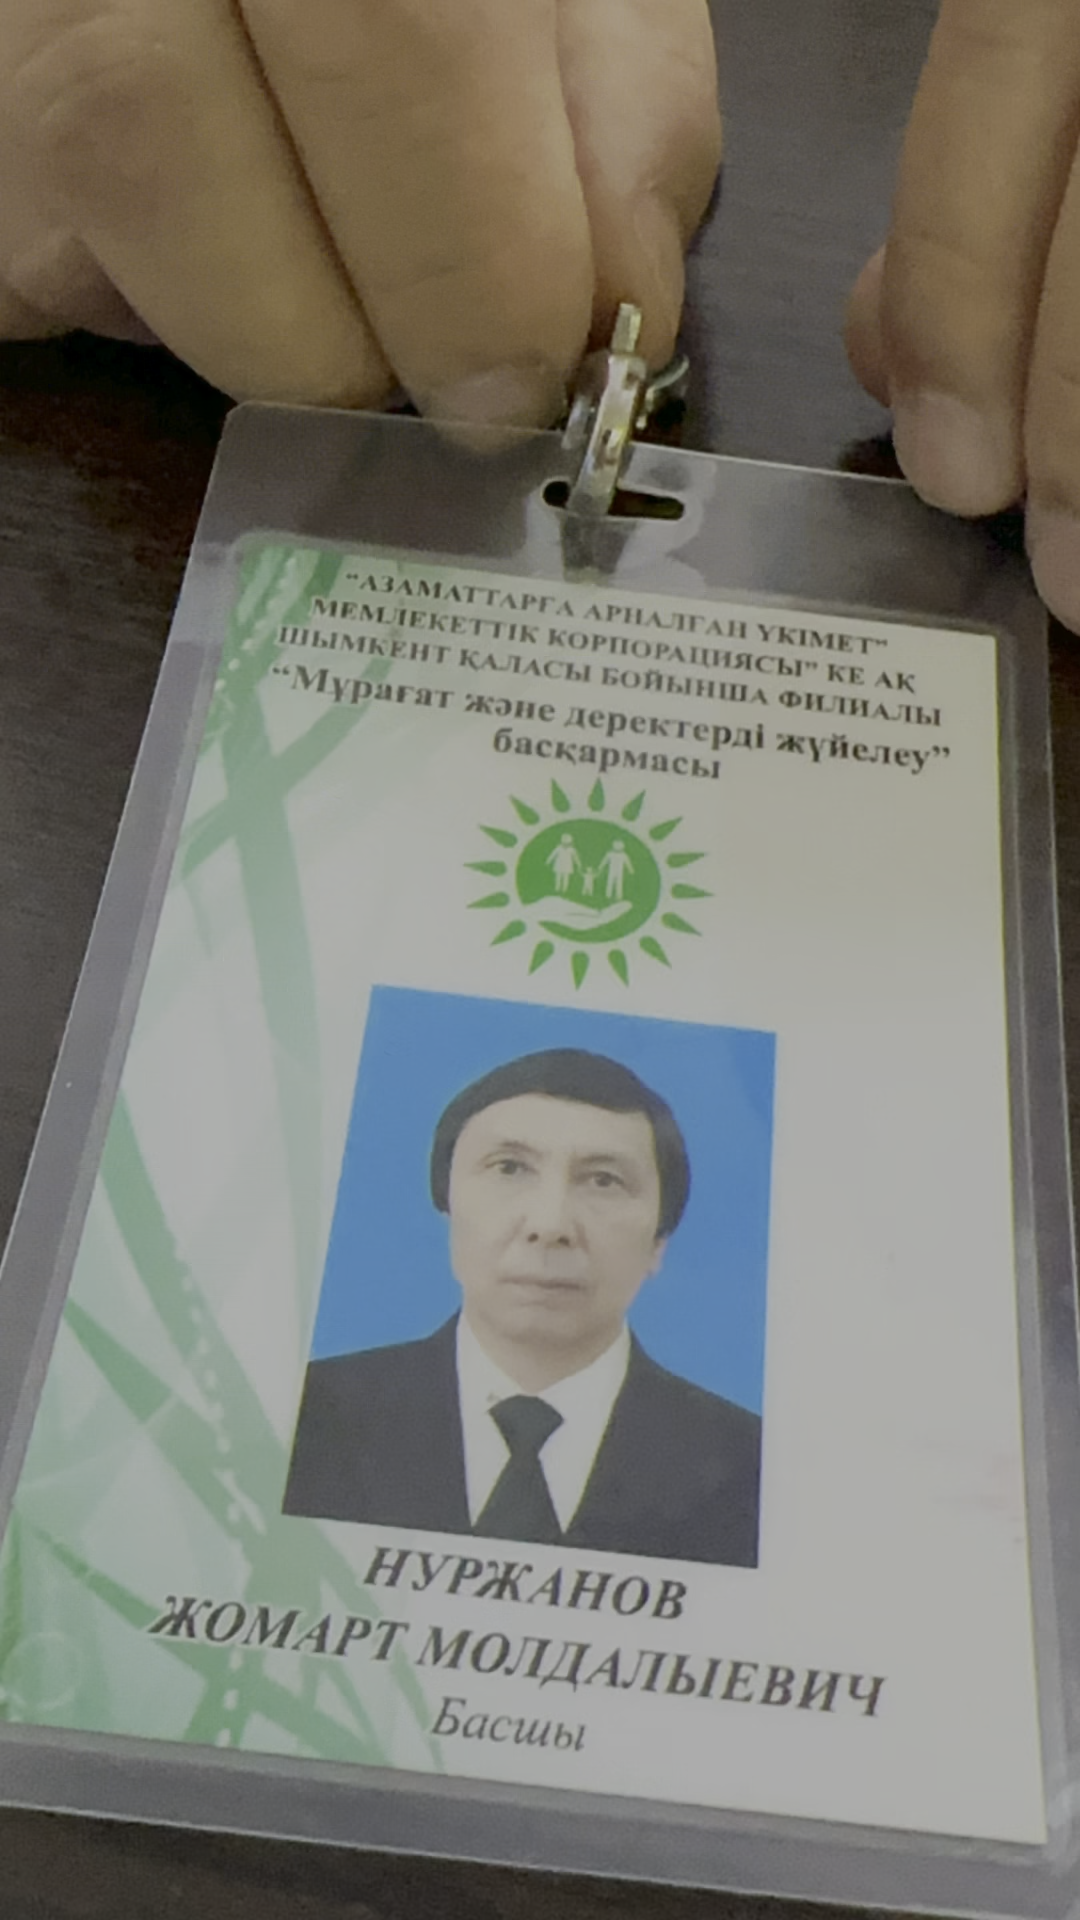 “АЗАМАТТАРҒА АРНАЛҒАН ҮКІМЕТ”
МЕМЛЕКЕТТІК КОРПОРАЦИЯСЫ” КЕ АҚ
ШЫМКЕНТ ҚАЛАСЫ БОЙЫНША ФИЛИАЛЫ
“Мұрағат және деректерді жүйелеу”
басқармасы
НУРЖАНОВ
ЖОМАРТ МОЛДАЛЫЕВИЧ
Басшы